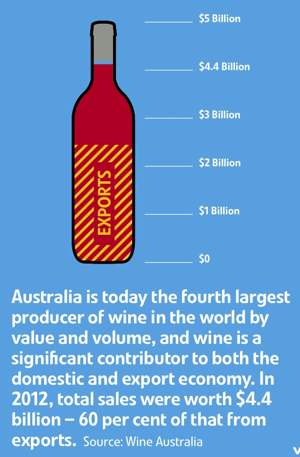 $5 Billion
$4.4 Billion
$3 Billion
$2 Billion
EXPORTS
$1 Billion
$0
Australia is today the fourth largest
producer of wine in the world by
value and volume, and wine is a
significant contributor to both the
domestic and export economy. In
2012, total sales were worth $4.4
billion – 60 per cent of that from
exports. Source: Wine Australia